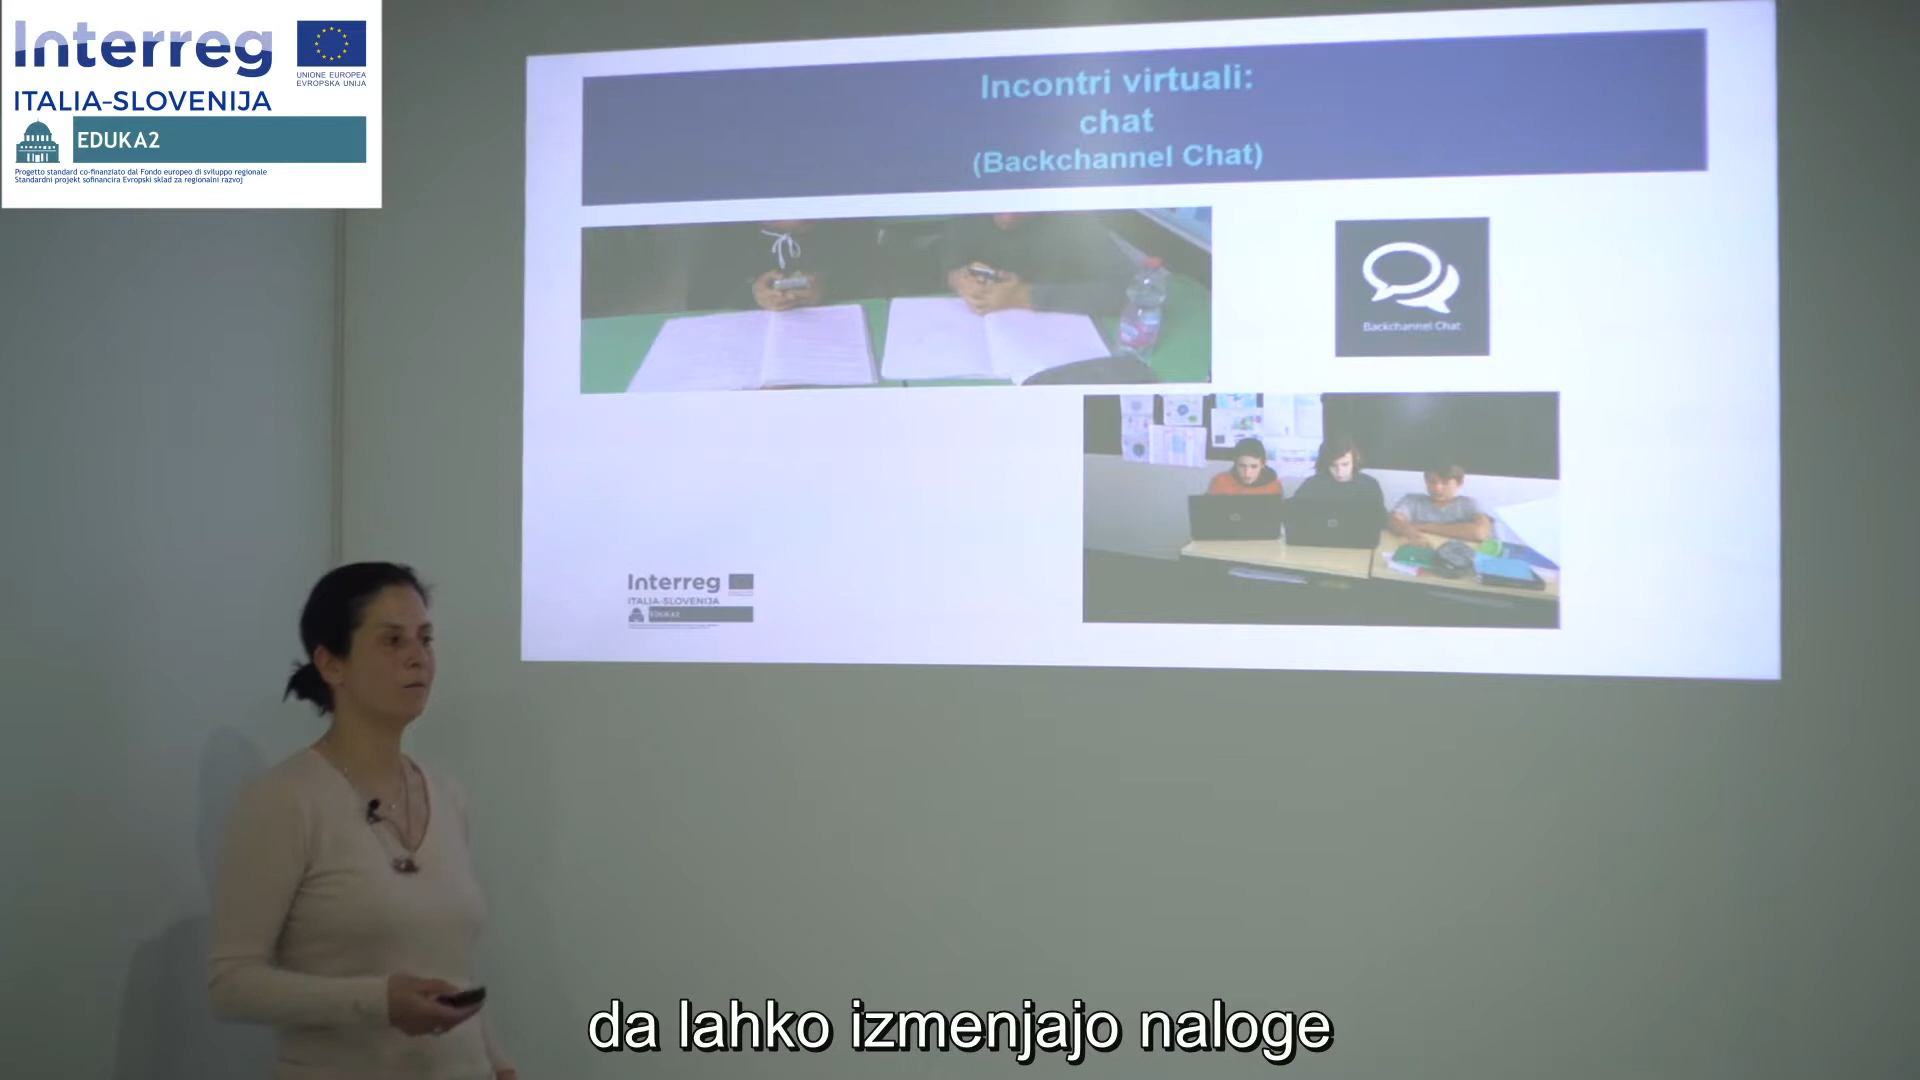 Interreg
UNIONE EUROPEA
EVROPSKA UNIJA
ITALIA-SLOVENIJA
EDUKA2
Progetto standard co-finanziato dal Fondo europeo di sviluppo regionale
Standardni projekt sofinancira Evropski sklad za regionalni razvoj
Incontri virtuali:
chat
(Backchannel Chat)
Backchannel Chat
Interreg
ITALIA-SLOVENIJA
EDUKA2
da lahko izmenjajo naloge